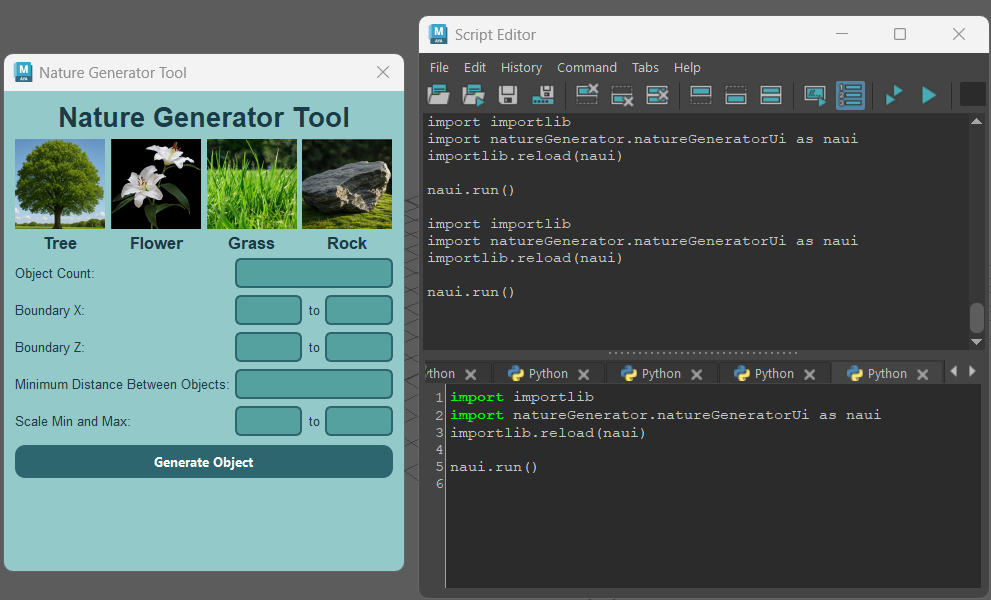 Nature Generator Tool
Nature Generator Tool
Tree Flower Grass Rock
Object Count:
Boundary X: to
Boundary Z: to
Minimum Distance Between Objects:
Scale Min and Max: to
Generate Object
Script Editor
File Edit History Command Tabs Help
import importlib
import natureGenerator.natureGeneratorUi as naui
importlib.reload(naui)
naui.run()
import importlib
import natureGenerator.natureGeneratorUi as naui
importlib.reload(naui)
naui.run()
ython Python Python Python Python
1 import importlib
2 import natureGenerator.natureGeneratorUi as naui
3 importlib.reload(naui)
4
5 naui.run()
6